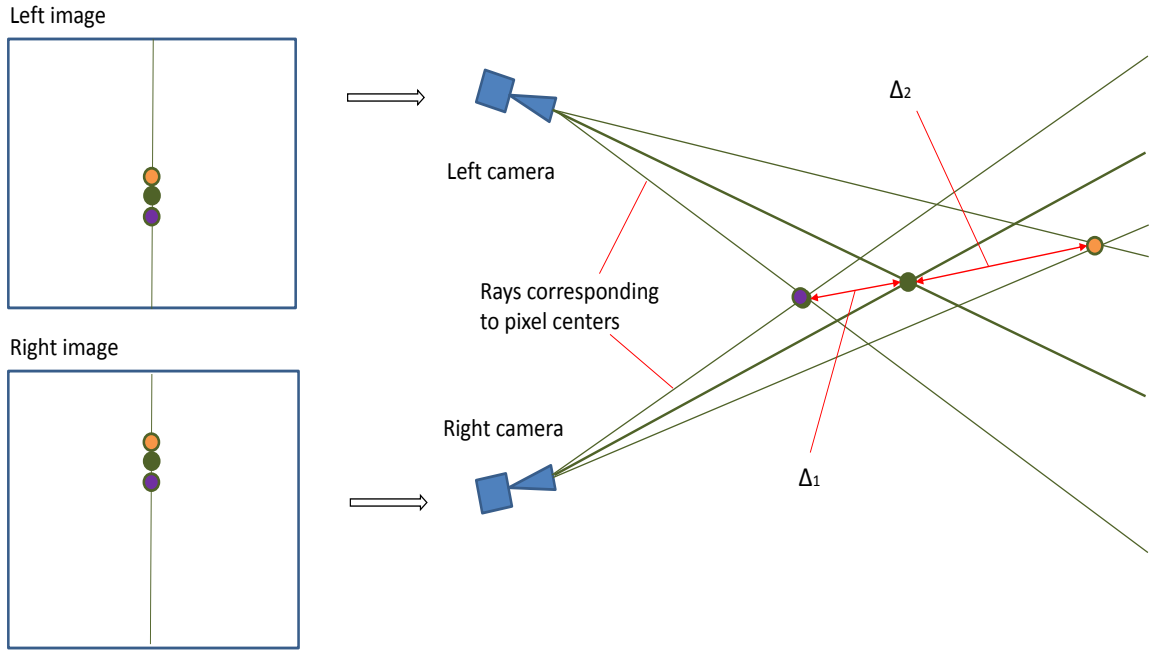 Left image
Δ2
Left camera
Rays corresponding
to pixel centers
Right image
Right camera
Δ1